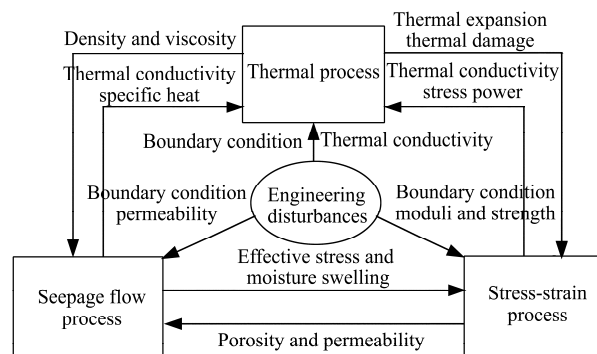 Thermal expansion
thermal damage
Density and viscosity
Thermal process
Thermal conductivity
specific heat
Thermal conductivity
stress power
Boundary condition
Thermal conductivity
Boundary condition
permeability
Engineering
disturbances
Boundary condition
moduli and strength
Effective stress and
moisture swelling
Seepage flow
process
Stress-strain
process
Porosity and permeability